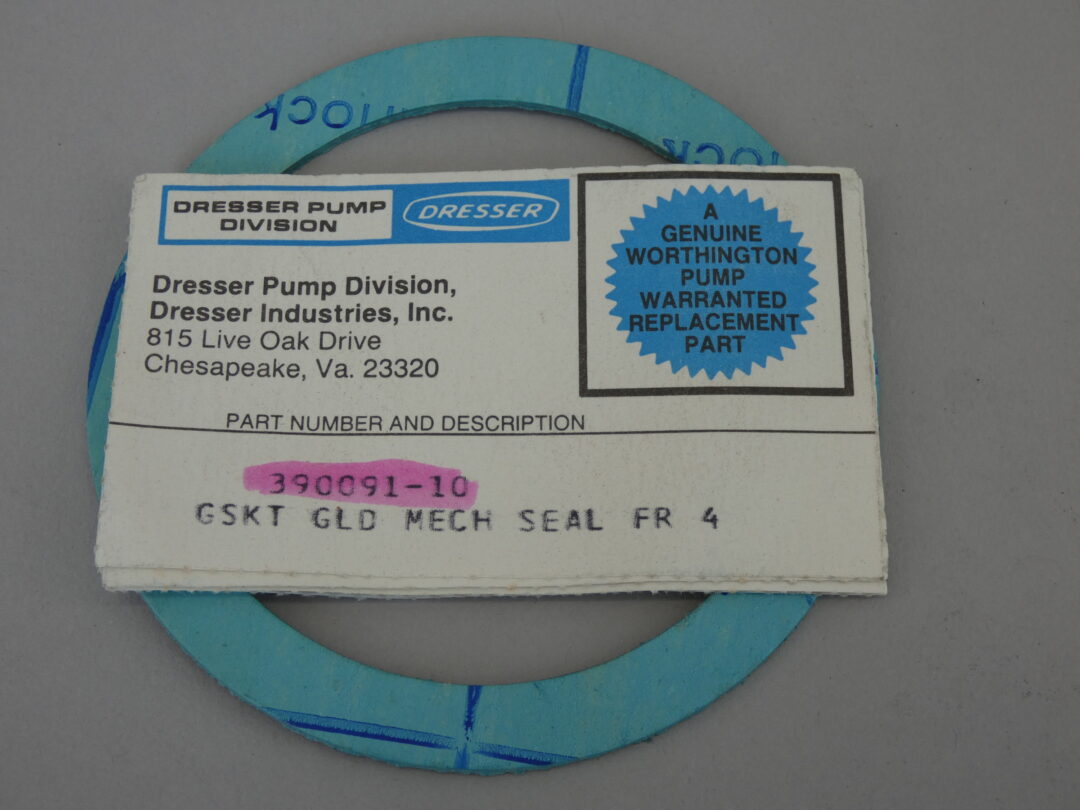 DRESSER PUMP
DIVISION
DRESSER
A
GENUINE
WORTHINGTON
PUMP
WARRANTED
REPLACEMENT
PART
Dresser Pump Division,
Dresser Industries, Inc.
815 Live Oak Drive
Chesapeake, Va. 23320
PART NUMBER AND DESCRIPTION
390091-10
GSKT GLD MECH SEAL FR 4